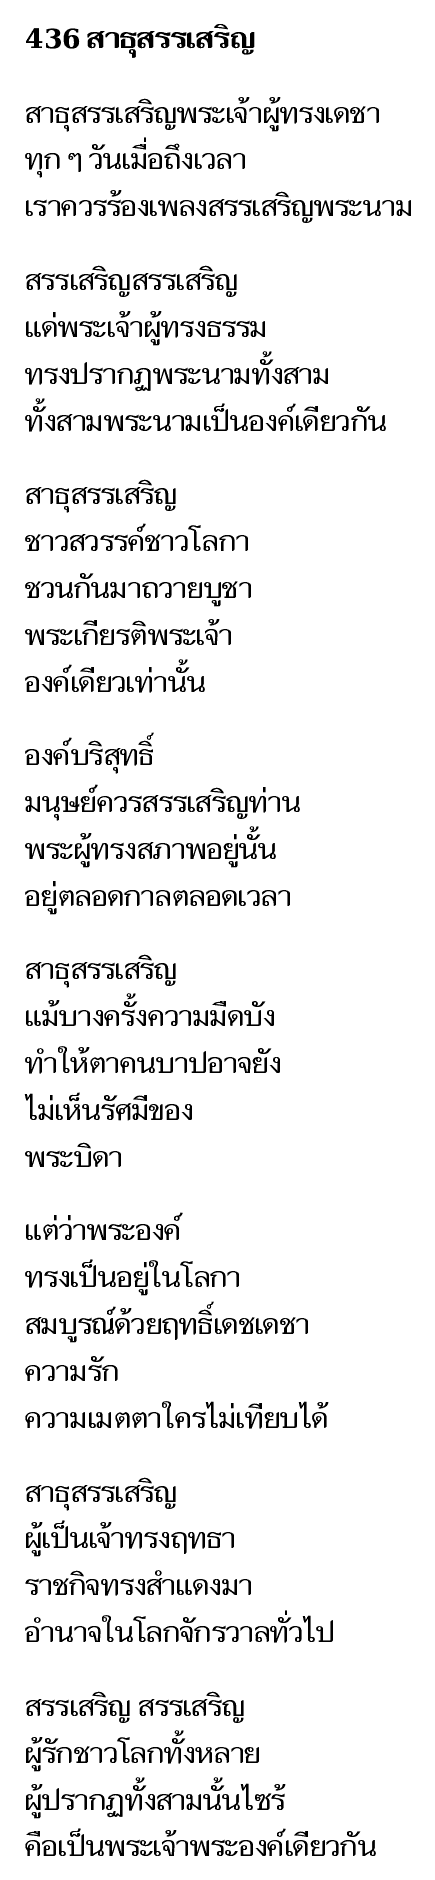 436 สาธุสรรเสริญ
สาธุสรรเสริญพระเจ้าผู้ทรงเดชา
ทุก ๆ วันเมื่อถึงเวลา
เราควรร้องเพลงสรรเสริญพระนาม
สรรเสริญสรรเสริญ
แด่พระเจ้าผู้ทรงธรรม
ทรงปรากฏพระนามทั้งสาม
ทั้งสามพระนามเป็นองค์เดียวกัน
สาธุสรรเสริญ
ชาวสวรรค์ชาวโลกา
ชวนกันมาถวายบูชา
พระเกียรติพระเจ้า
องค์เดียวเท่านั้น
องค์บริสุทธิ์
มนุษย์ควรสรรเสริญท่าน
พระผู้ทรงสภาพอยู่นั้น
อยู่ตลอดกาลตลอดเวลา
สาธุสรรเสริญ
แม้บางครั้งความมืดบัง
ทำให้ตาคนบาปอาจยัง
ไม่เห็นรัศมีของ
พระบิดา
แต่ว่าพระองค์
ทรงเป็นอยู่ในโลกา
สมบูรณ์ด้วยฤทธิ์เดชเดชา
ความรัก
ความเมตตาใครไม่เทียบได้
สาธุสรรเสริญ
ผู้เป็นเจ้าทรงฤทธา
ราชกิจทรงสำแดงมา
อำนาจในโลกจักรวาลทั่วไป
สรรเสริญ สรรเสริญ
ผู้รักชาวโลกทั้งหลาย
ผู้ปรากฏทั้งสามนั้นไซร้
คือเป็นพระเจ้าพระองค์เดียวกัน